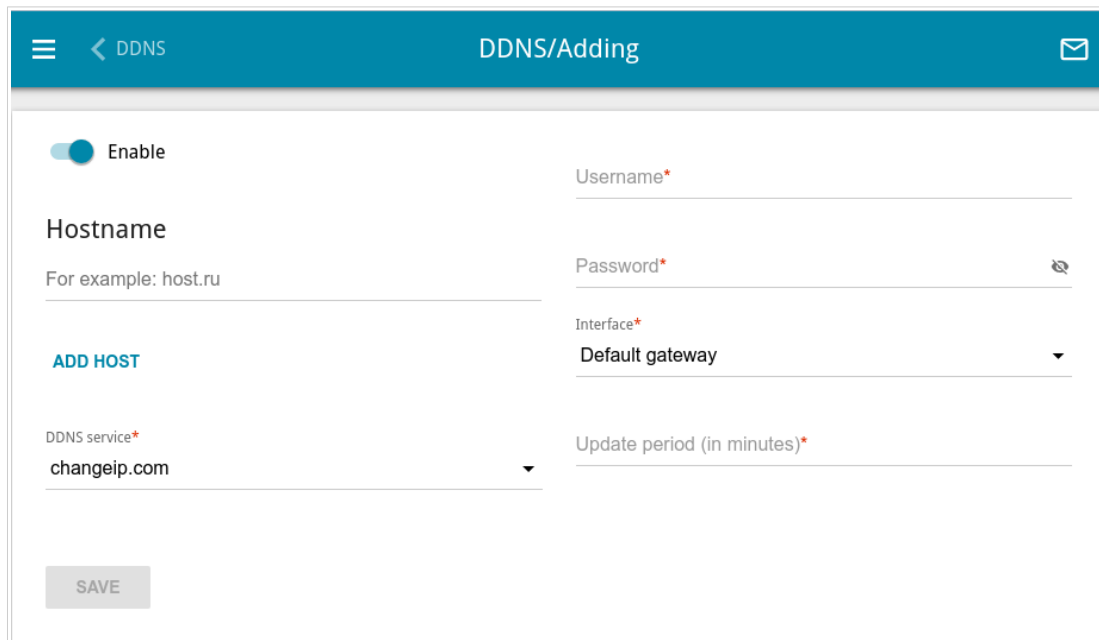 DDNS
DDNS/Adding
Enable
Hostname
For example: host.ru
ADD HOST
DDNS service*
changeip.com
SAVE
Username*
Password*
Interface*
Default gateway
Update period (in minutes)*